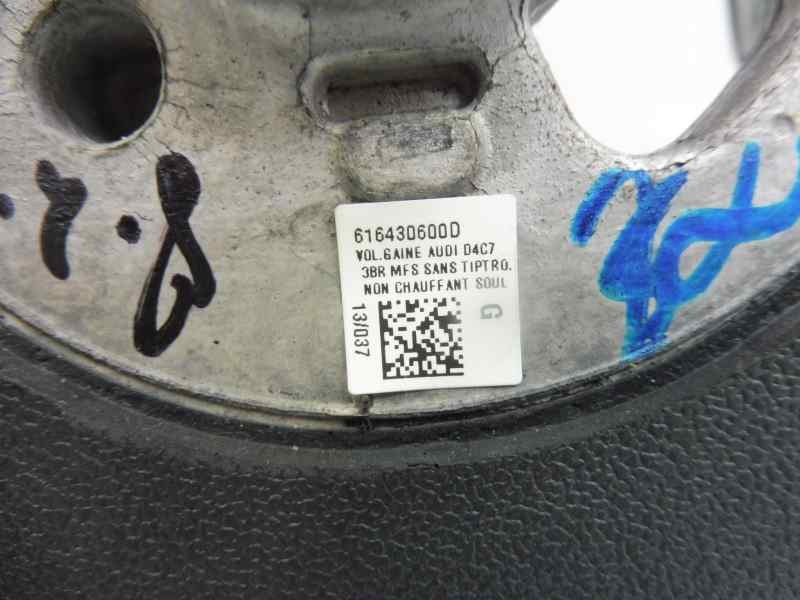 616430600D
VOL.GAINE AUDI D4C7
3BR MFS SANS TIPTRO.
NON CHAUFFANT SOUL
13/037
G